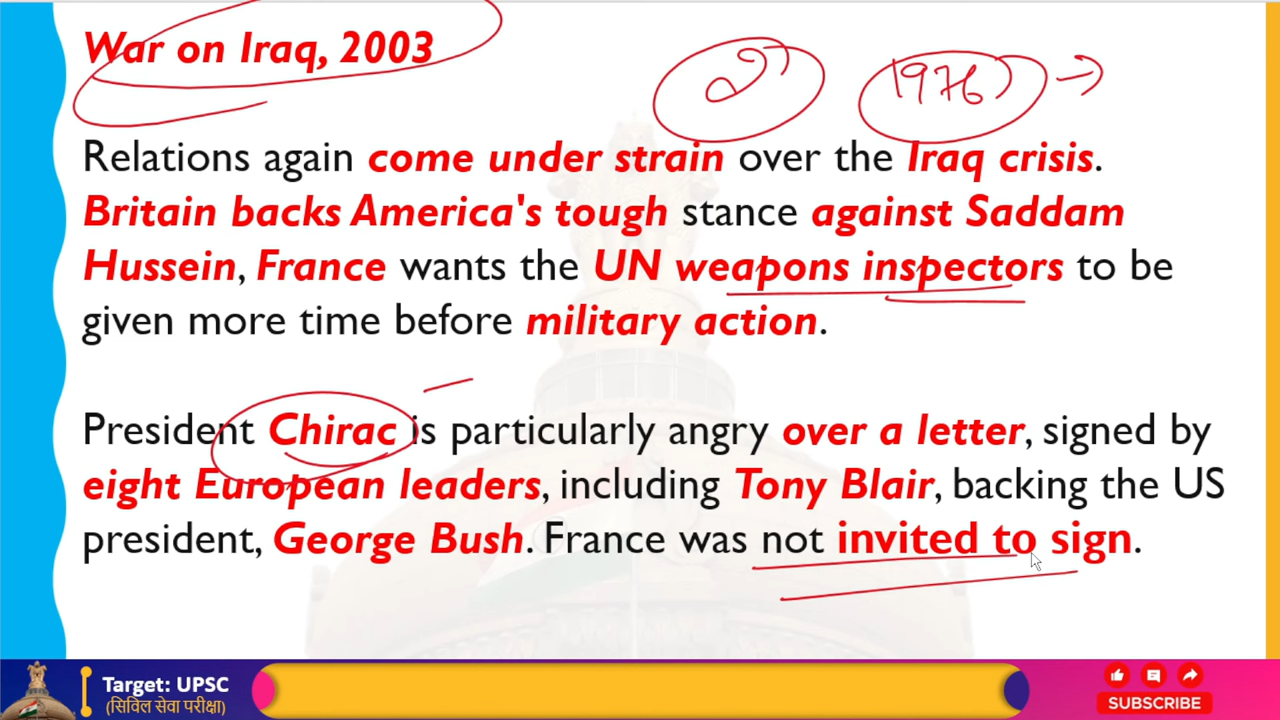 War on Iraq, 2003
1976
Relations again come under strain over the Iraq crisis.
Britain backs America's tough stance against Saddam
Hussein, France wants the UN weapons inspectors to be
given more time before military action.
President Chirac is particularly angry over a letter, signed by
eight European leaders, including Tony Blair, backing the US
president, George Bush. France was not invited to sign.
Target: UPSC
(सिविल सेवा परीक्षा)
SUBSCRIBE